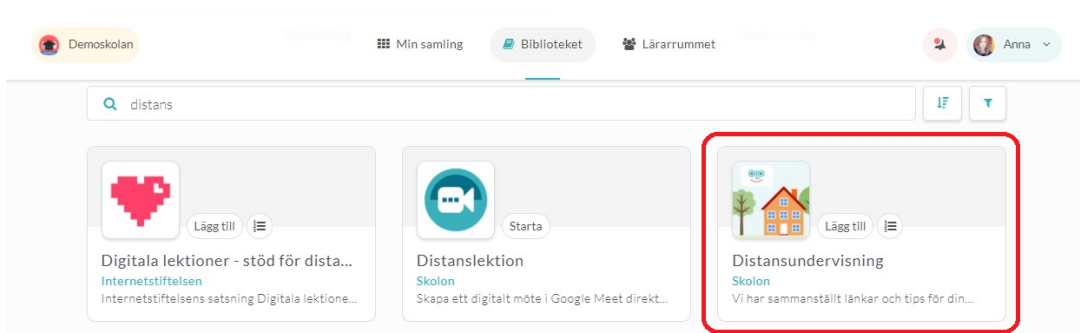 Demoskolan
Min samling
Biblioteket
Lärarrummet
Anna
distans
Lägg till
Digitala lektioner - stöd för dista...
Internetstiftelsen
Internetstiftelsens satsning Digitala lektione...
Starta
Distanslektion
Skolon
Skapa ett digitalt möte i Google Meet direkt...
Lägg till
Distansundervisning
Skolon
Vi har sammanställt länkar och tips för din...